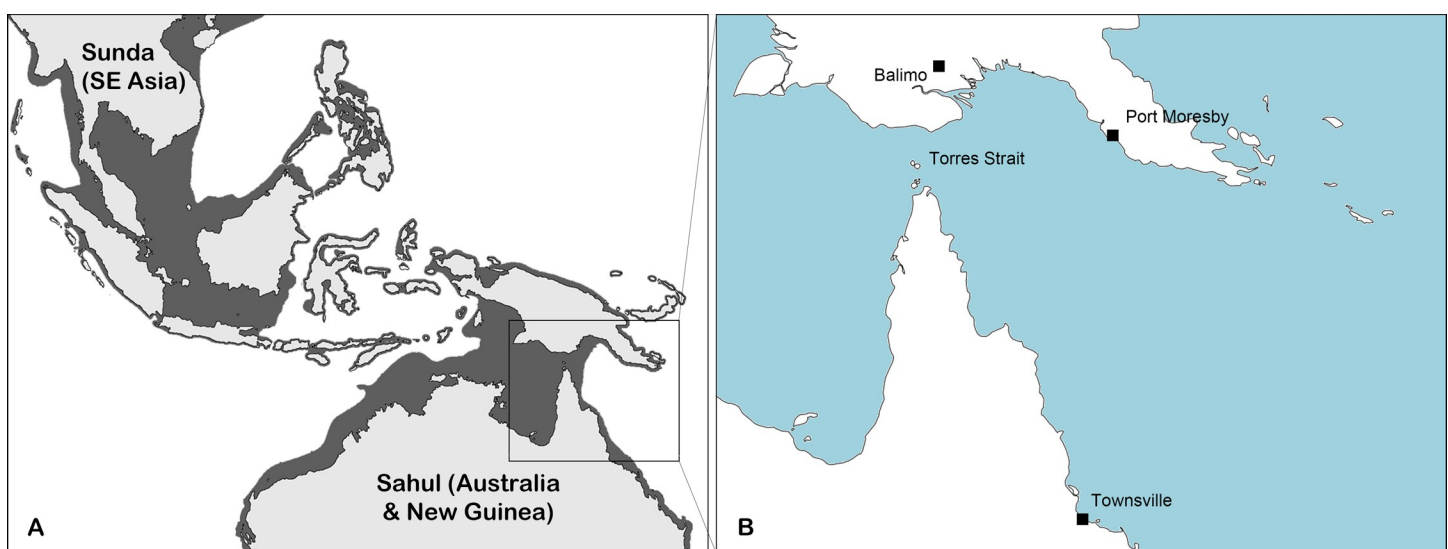 Sunda
(SE Asia)
Sahul (Australia
& New Guinea)
A
Balimo
Port Moresby
Torres Strait
Townsville
B